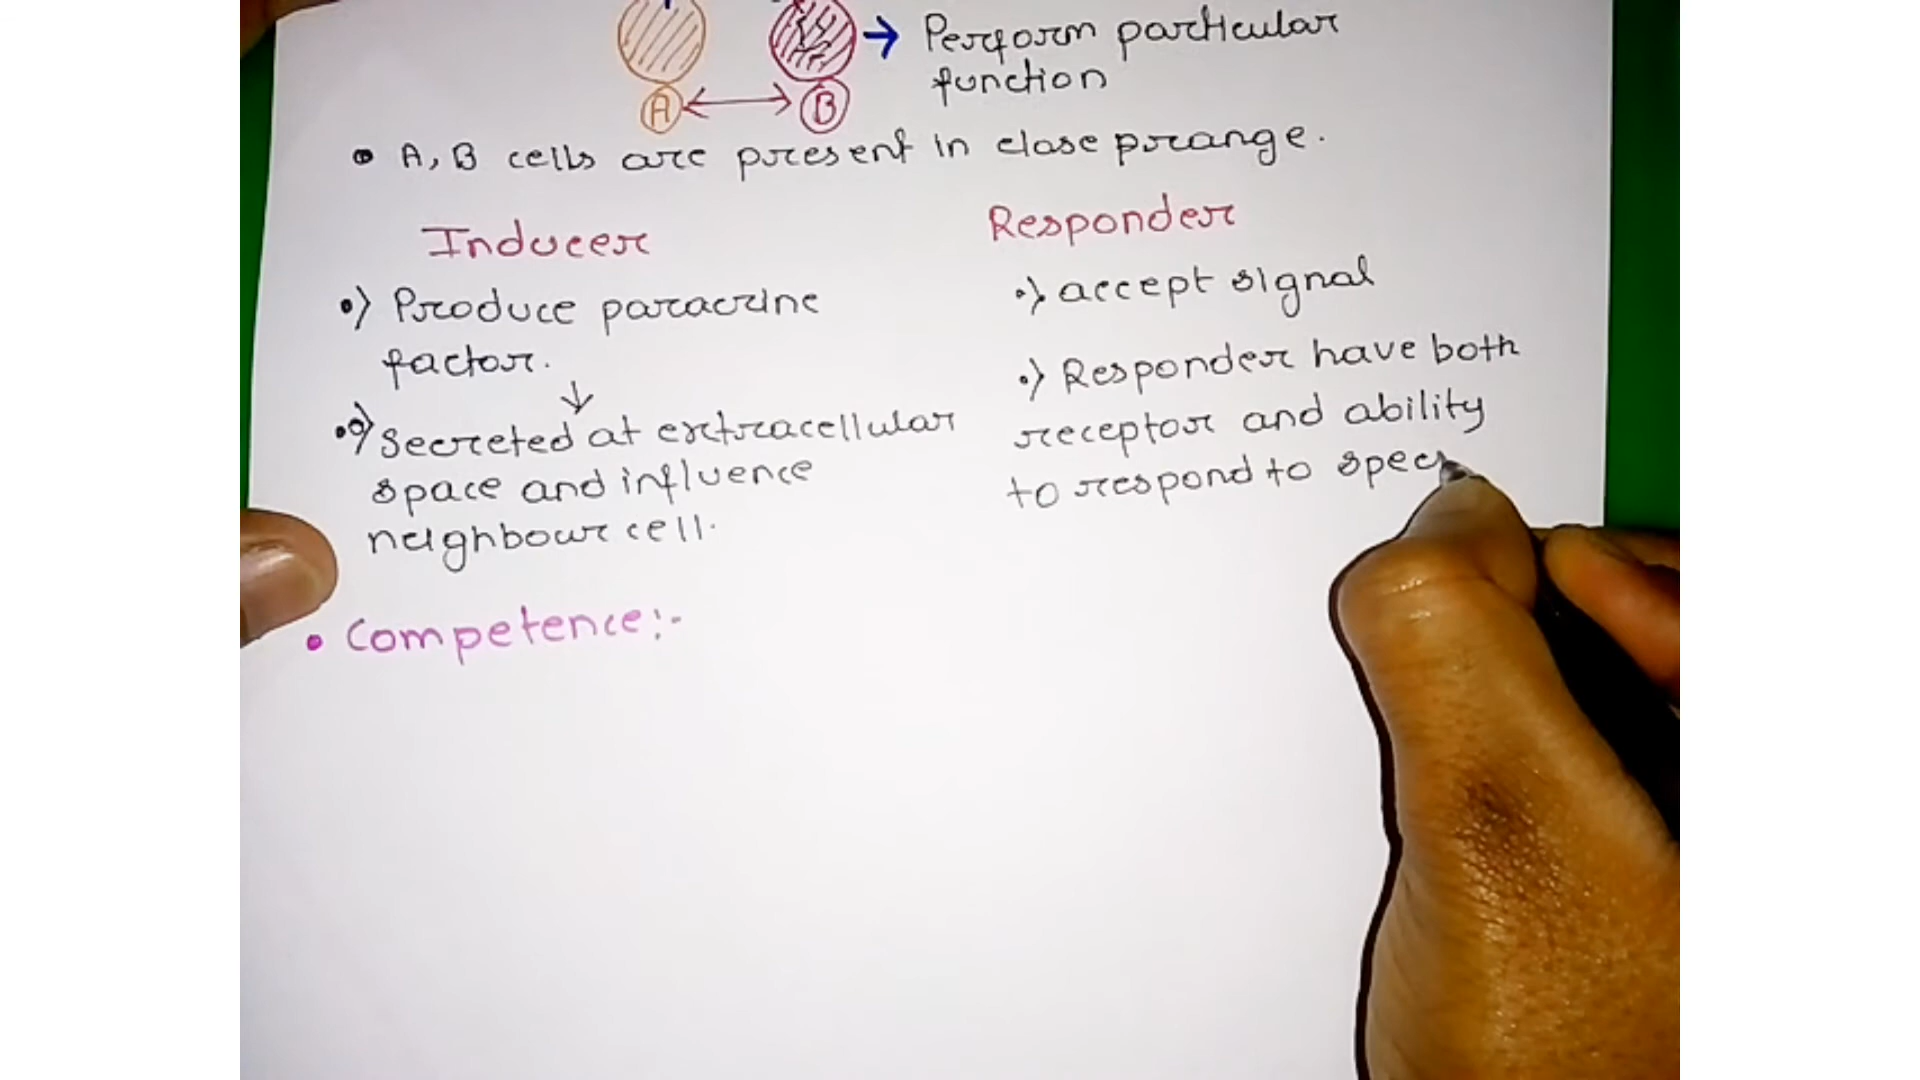 Perform particular
function
A B
A, B cells are present in close prange.
Inducer
Produce paracrine
factor.
Secreted at extracellular
space and influence
neighbour cell.
Responder
accept signal
Responder have both
receptor and ability
to respond to speci
• Competence:-